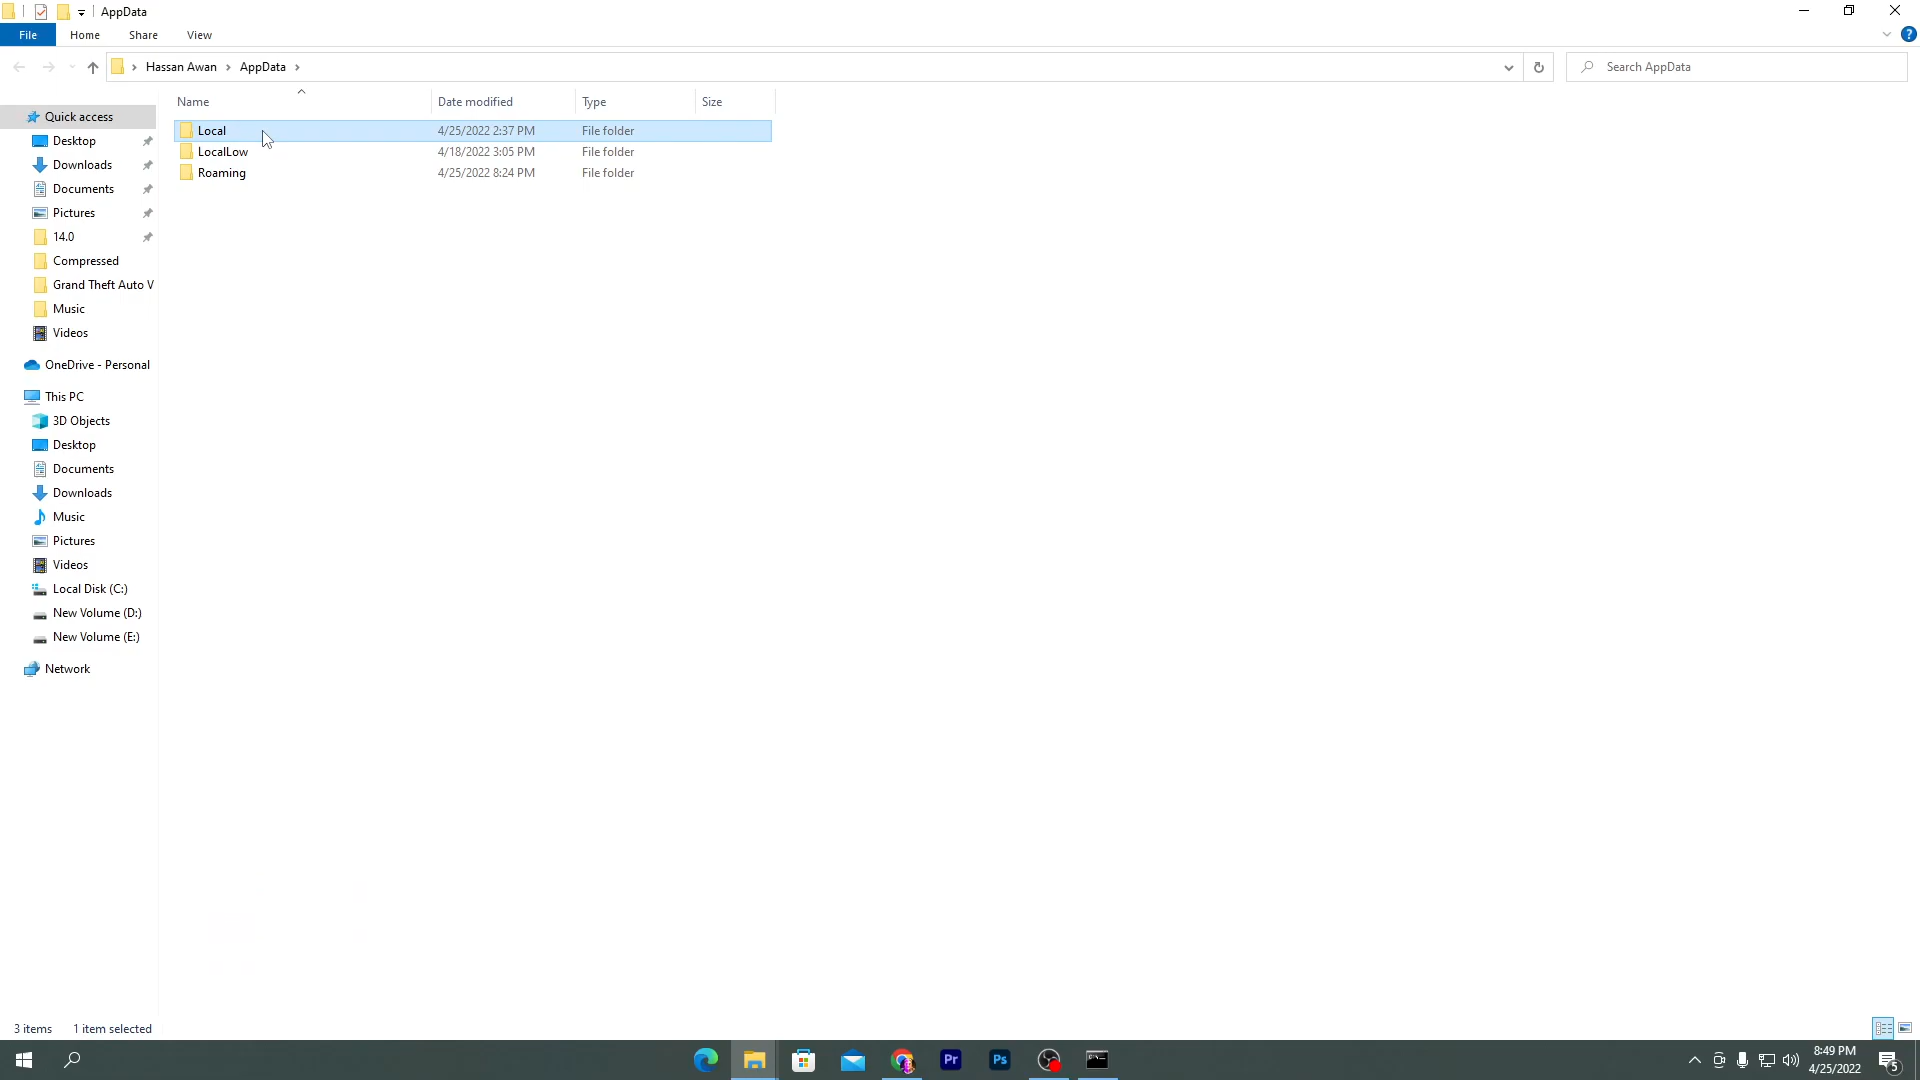 AppData
File Home Share View
Hassan Awan AppData
Search AppData
Name Date modified Type Size
Local 4/25/2022 2:37 PM File folder
LocalLow 4/18/2022 3:05 PM File folder
Roaming 4/25/2022 8:24 PM File folder
Quick access
Desktop
Downloads
Documents
Pictures
14.0
Compressed
Grand Theft Auto V
Music
Videos
OneDrive - Personal
This PC
3D Objects
Desktop
Documents
Downloads
Music
Pictures
Videos
Local Disk (C:)
New Volume (D:)
New Volume (E:)
Network
3 items 1 item selected
Pr Ps
8:49 PM
4/25/2022
5